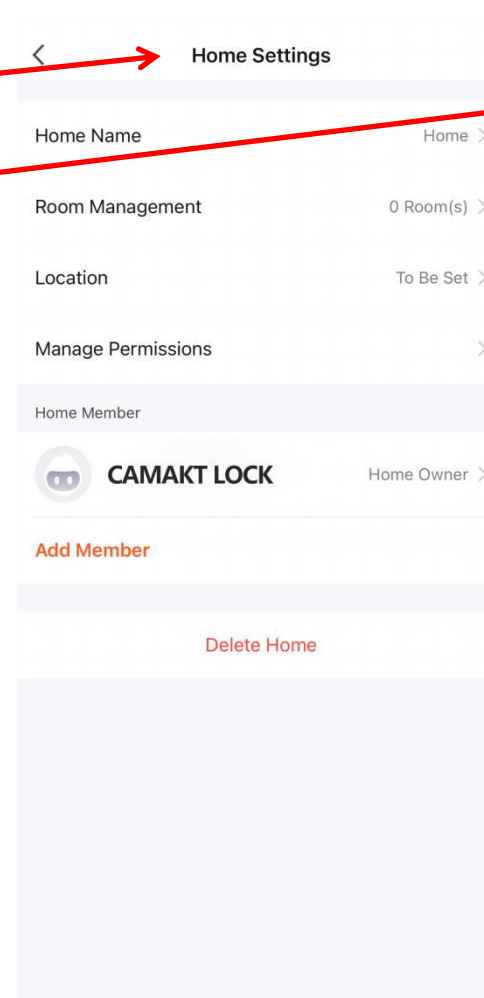 Home Settings
Home Name Home
Room Management 0 Room(s)
Location To Be Set
Manage Permissions
Home Member
CAMAKT LOCK Home Owner
Add Member
Delete Home